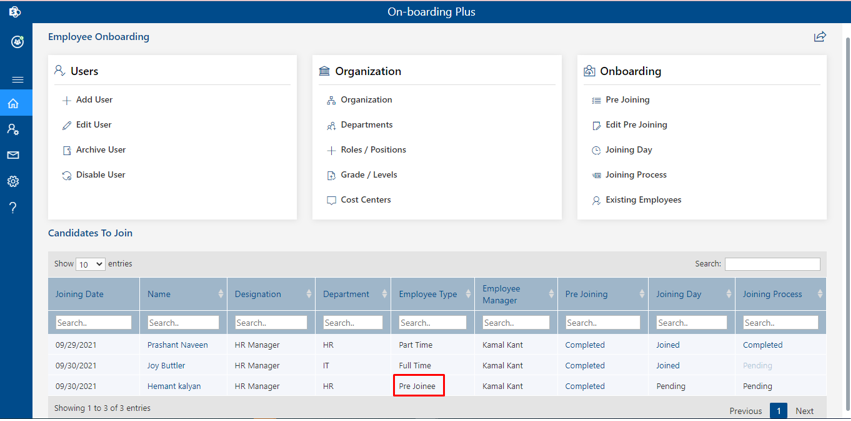 On-boarding Plus
Employee Onboarding
Users
Add User
Edit User
Archive User
Disable User
Organization
Organization
Departments
Roles / Positions
Grade / Levels
Cost Centers
Onboarding
Pre Joining
Edit Pre Joining
Joining Day
Joining Process
Existing Employees
Candidates To Join
Show 10 entries Search:
Joining Date Name Designation Department Employee Type Employee Manager Pre Joining Joining Day Joining Process
Search.. Search.. Search.. Search.. Search.. Search.. Search.. Search.. Search..
09/29/2021 Prashant Naveen HR Manager HR Part Time Kamal Kant Completed Joined Completed
09/30/2021 Joy Buttler HR Manager IT Full Time Kamal Kant Completed Joined Pending
09/30/2021 Hemant kalyan HR Manager HR Pre Joinee Kamal Kant Completed Pending Pending
Showing 1 to 3 of 3 entries
Previous 1 Next